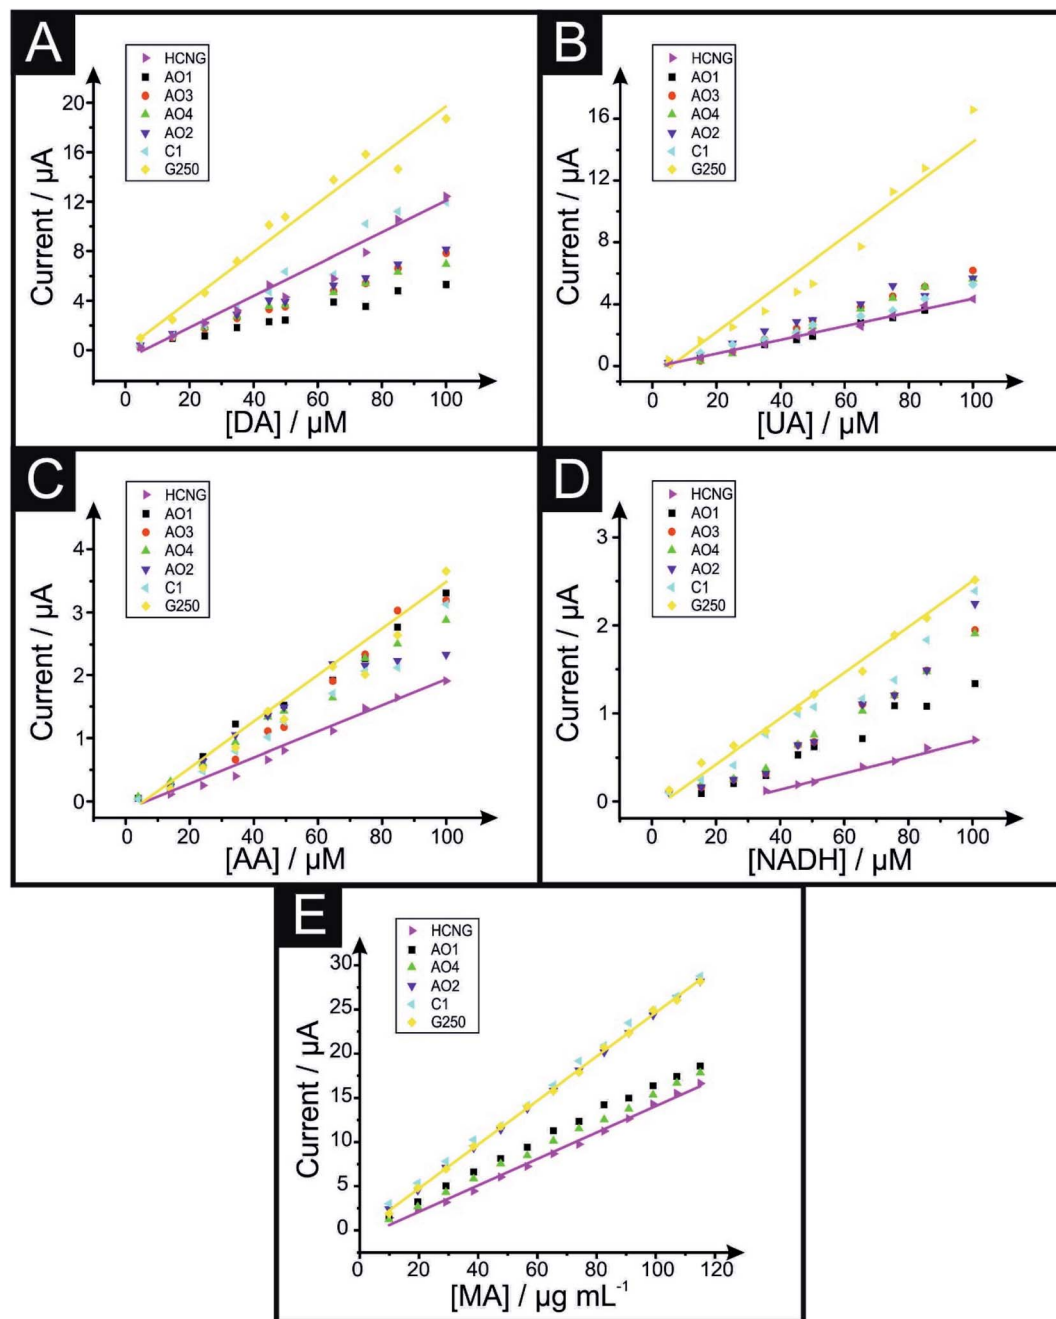 A
HCNG
AO1
AO3
AO4
AO2
C1
G250
20
16
12
8
4
0
Current / µA
0 20 40 60 80 100
[DA] / µM
B
HCNG
AO1
AO3
AO4
AO2
C1
G250
16
12
8
4
0
Current / µA
0 20 40 60 80 100
[UA] / µM
C
HCNG
AO1
AO3
AO4
AO2
C1
G250
4
3
2
1
0
Current / µA
0 20 40 60 80 100
[AA] / µM
D
HCNG
AO1
AO3
AO4
AO2
C1
G250
3
2
1
0
Current / µA
0 20 40 60 80 100
[NADH] / µM
E
HCNG
AO1
AO4
AO2
C1
G250
30
25
20
15
10
5
0
Current / µA
0 20 40 60 80 100 120
[MA] / µg mL⁻¹